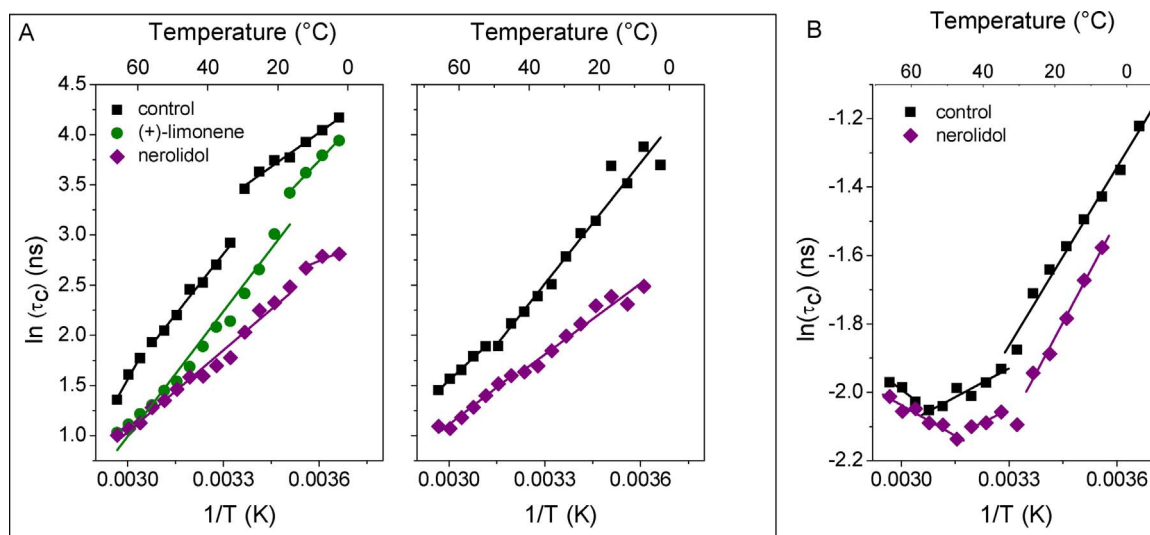 A
Temperature (°C)
60 40 20 0
4.5
4.0
3.5
3.0
2.5
2.0
1.5
1.0
ln (τC) (ns)
control
(+)-limonene
nerolidol
0.0030 0.0033 0.0036
1/T (K)
Temperature (°C)
60 40 20 0
0.0030 0.0033 0.0036
1/T (K)
B
Temperature (°C)
60 40 20 0
-1.2
-1.4
-1.6
-1.8
-2.0
-2.2
ln(τC) (ns)
control
nerolidol
0.0030 0.0033 0.0036
1/T (K)